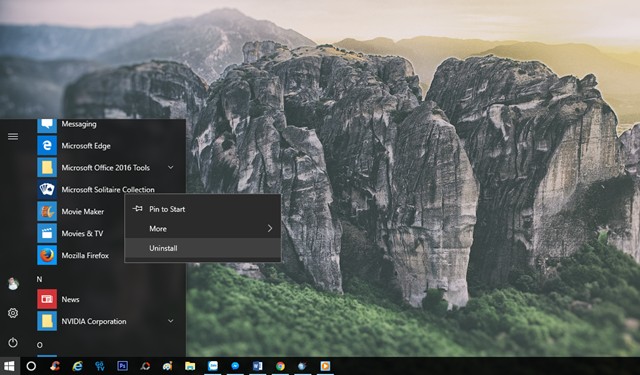 Messaging
Microsoft Edge
Microsoft Office 2016 Tools
Microsoft Solitaire Collection
Movie Maker
Movies & TV
Mozilla Firefox
N
News
NVIDIA Corporation
O
Pin to Start
More
Uninstall
Ps